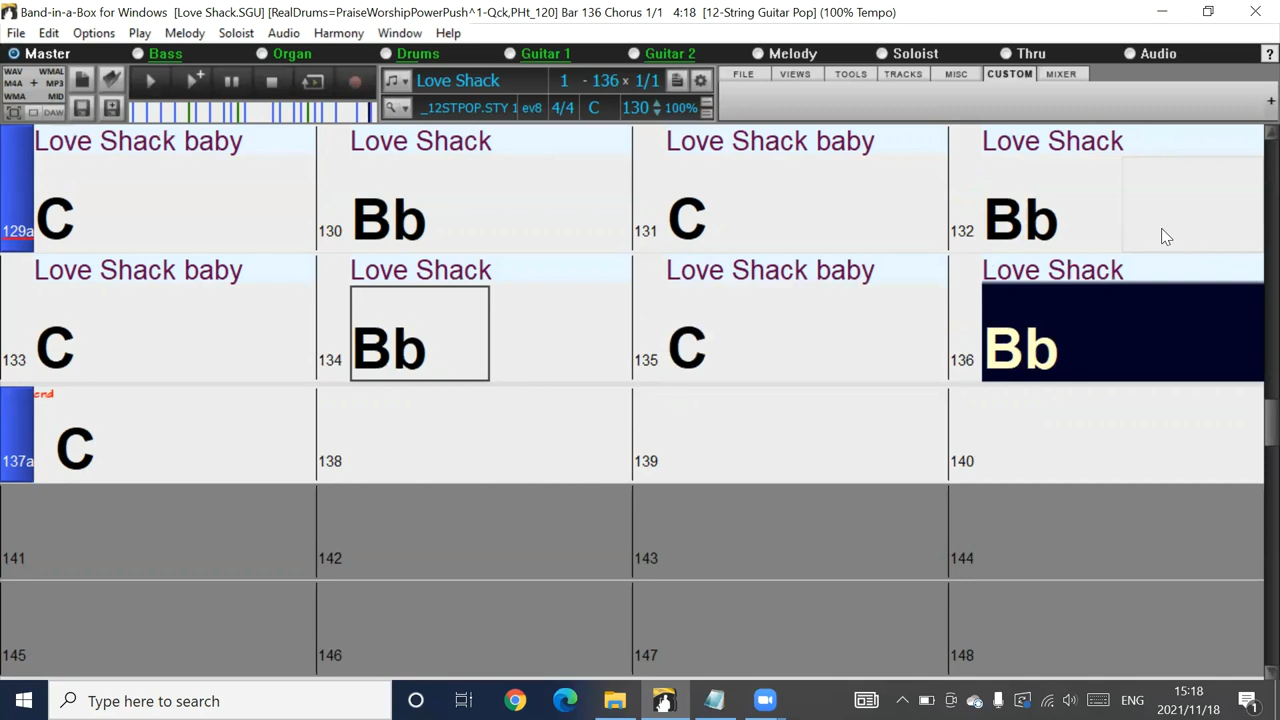 Band-in-a-Box for Windows [Love Shack.SGU] [RealDrums=PraiseWorshipPowerPush^1-Qck,PHt_120] Bar 136 Chorus 1/1 4:18 [12-String Guitar Pop] (100% Tempo)
File Edit Options Play Melody Soloist Audio Harmony Window Help
Master Bass Organ Drums Guitar 1 Guitar 2 Melody Soloist Thru Audio ?
WAV WMAL
M4A + MP3
WMA MID
DAW
Love Shack 1 - 136 x 1/1
_12STPOP.STY 1 ev8 4/4 C 130 100%
FILE VIEWS TOOLS TRACKS MISC CUSTOM MIXER
+
Love Shack baby Love Shack Love Shack baby Love Shack
129a C 130 Bb 131 C 132 Bb
Love Shack baby Love Shack Love Shack baby Love Shack
133 C 134 Bb 135 C 136 Bb
end
137a C 138 139 140
141 142 143 144
145 146 147 148
Type here to search
ENG
15:18
2021/11/18
1